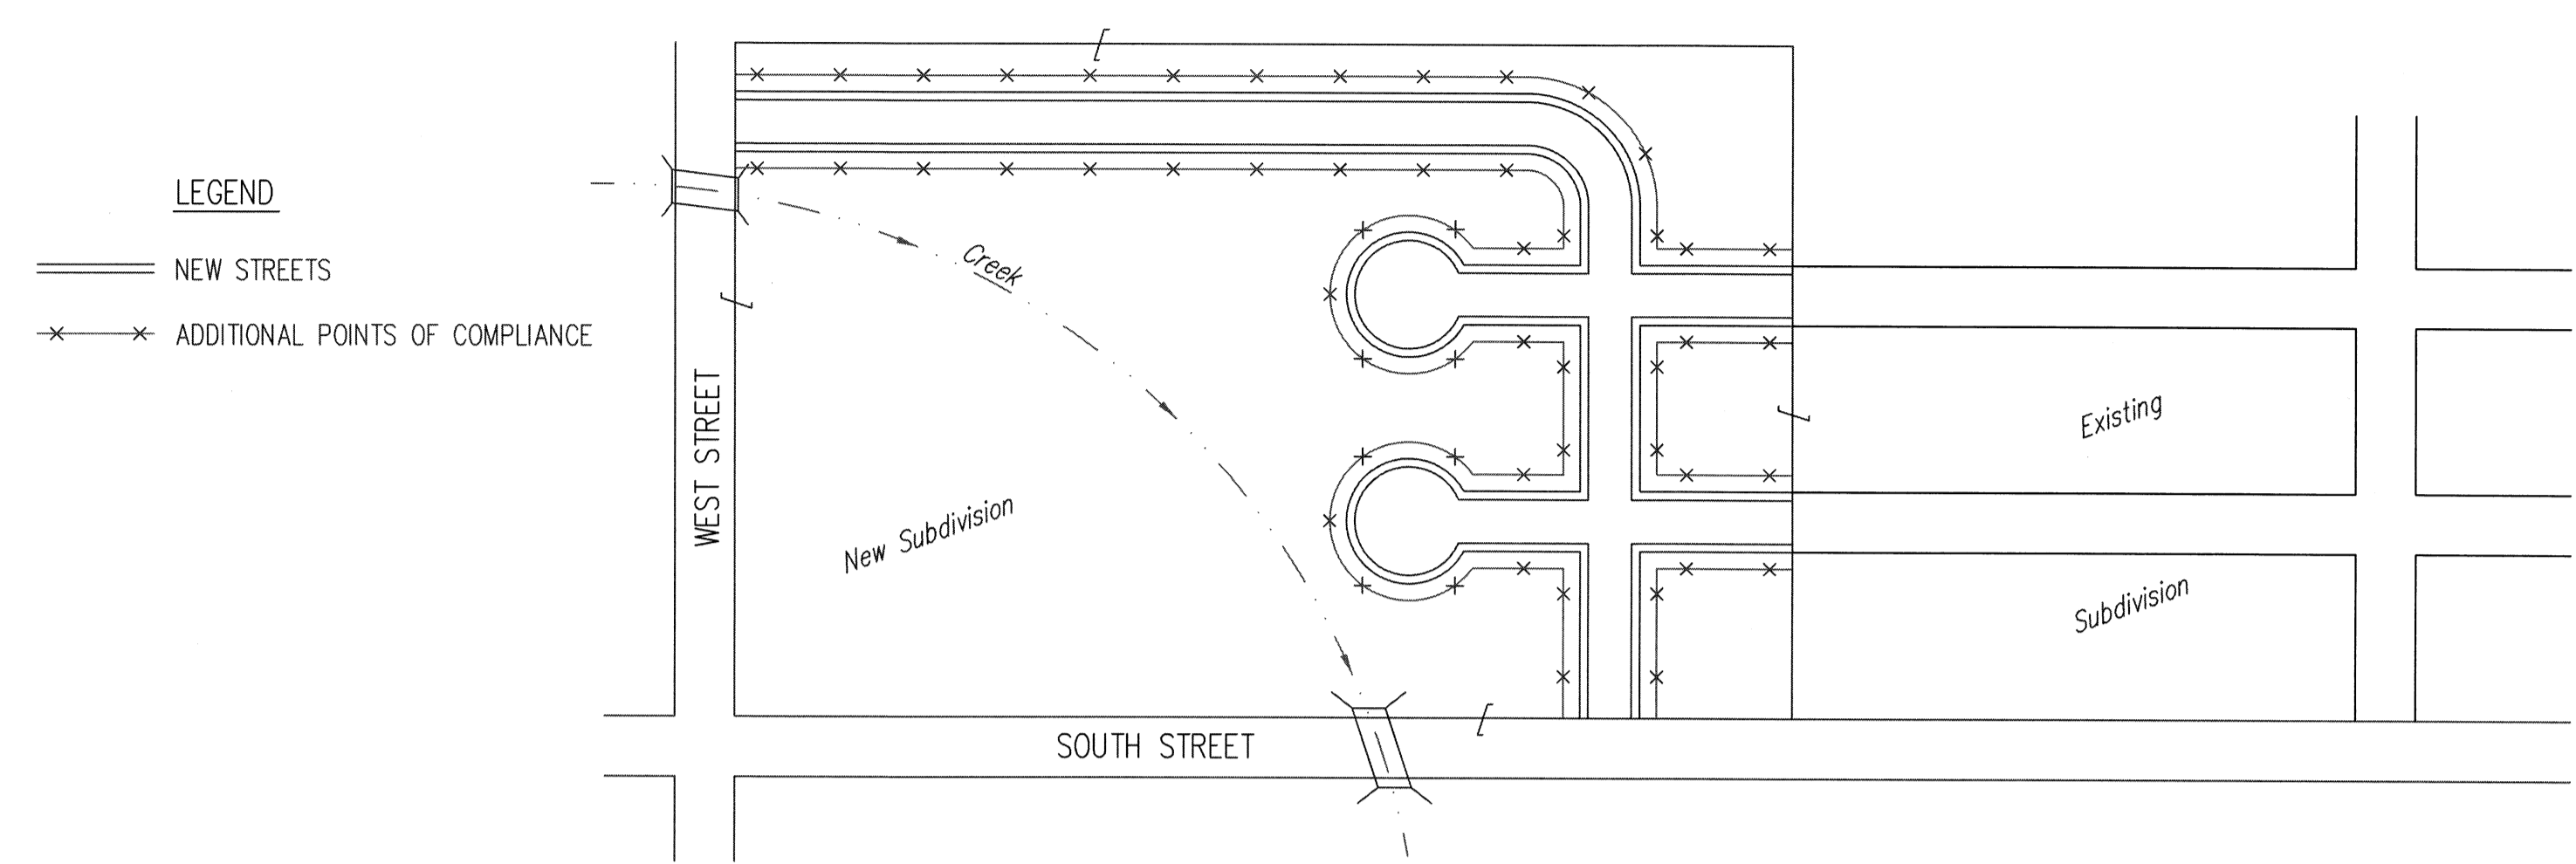 LEGEND
NEW STREETS
ADDITIONAL POINTS OF COMPLIANCE
Creek
WEST STREET
New Subdivision
SOUTH STREET
Existing
Subdivision